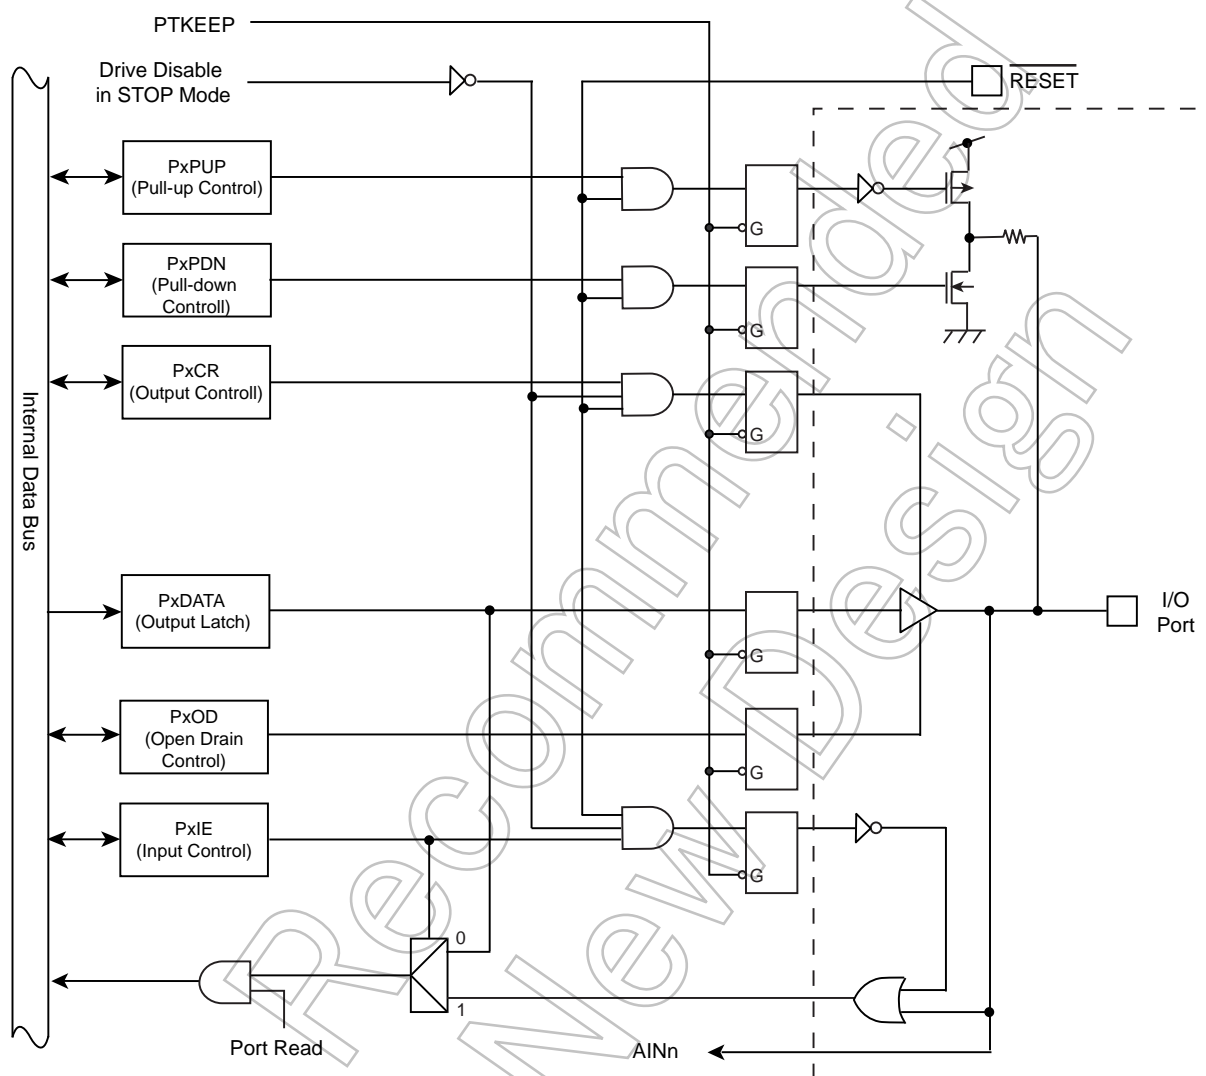 PTKEEP
Drive Disable
in STOP Mode
RESET
PxPUP
(Pull-up Control)
G
PxPDN
(Pull-down
Controll)
G
PxCR
(Output Controll)
G
Internal Data Bus
PxDATA
(Output Latch)
G
I/O
Port
PxOD
(Open Drain
Control)
G
PxIE
(Input Control)
G
0
1
Port Read
AINn
Recommended
New Design